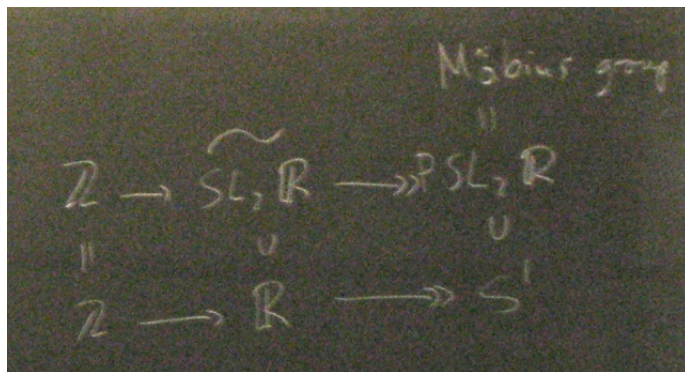 Möbius group
||
ℤ → S͠L₂ℝ ↠ PSL₂ℝ
|| ∪ ∪
ℤ → ℝ ↠ S¹